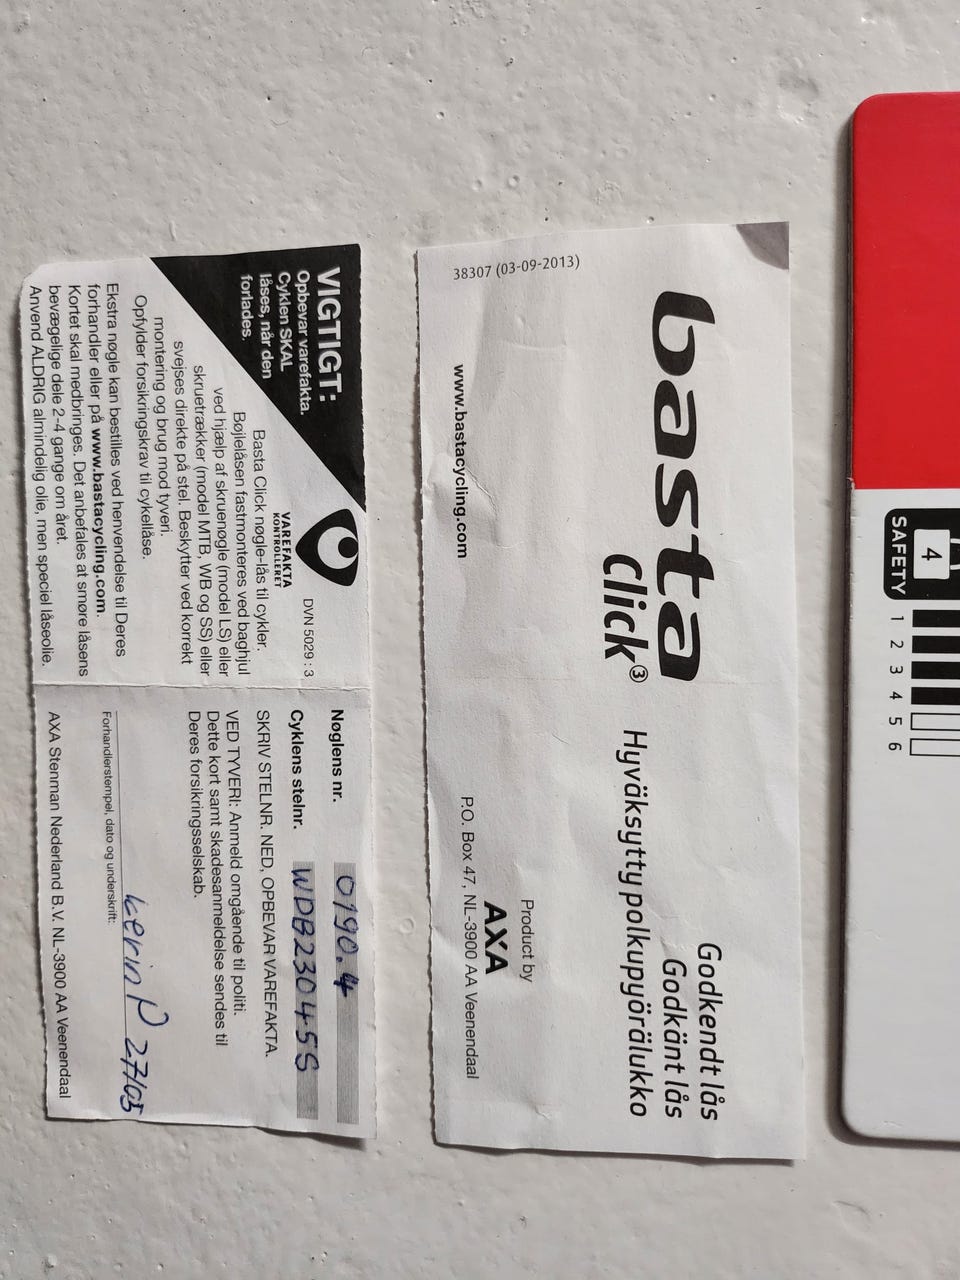 SAFETY
4
1 2 3 4 5 6
38307 (03-09-2013)
basta
click③
www.bastacycling.com
Godkendt lås
Godkänt lås
Hyväksytty polkupyörälukko
Product by
AXA
P.O. Box 47, NL-3900 AA Veenendaal
VIGTIGT:
Opbevar varefakta.
Cyklen SKAL
låses, når den
forlades.
VAREFAKTA
KONTROLLERET
DVN 5029 : 3
Basta Click nøgle-lås til cykler.
Bøjlelåsen fastmonteres ved baghjul
ved hjælp af skruenøgle (model LS) eller
skruetrækker (model MTB, WB og SS) eller
svejses direkte på stel. Beskytter ved korrekt
montering og brug mod tyveri.
Opfylder forsikringskrav til cykellåse.
Ekstra nøgle kan bestilles ved henvendelse til Deres
forhandler eller på www.bastacycling.com.
Kortet skal medbringes. Det anbefales at smøre låsens
bevægelige dele 2-4 gange om året.
Anvend ALDRIG almindelig olie, men speciel låseolie.
Nøglens nr. 0190.4
Cyklens stelnr. WDB23045S
SKRIV STELNR. NED, OPBEVAR VAREFAKTA.
VED TYVERI: Anmeld omgående til politi.
Dette kort samt skadesanmeldelse sendes til
Deres forsikringsselskab.
27/05
Forhandlerstempel, dato og underskrift:
AXA Stenman Nederland B.V. NL-3900 AA Veenendaal